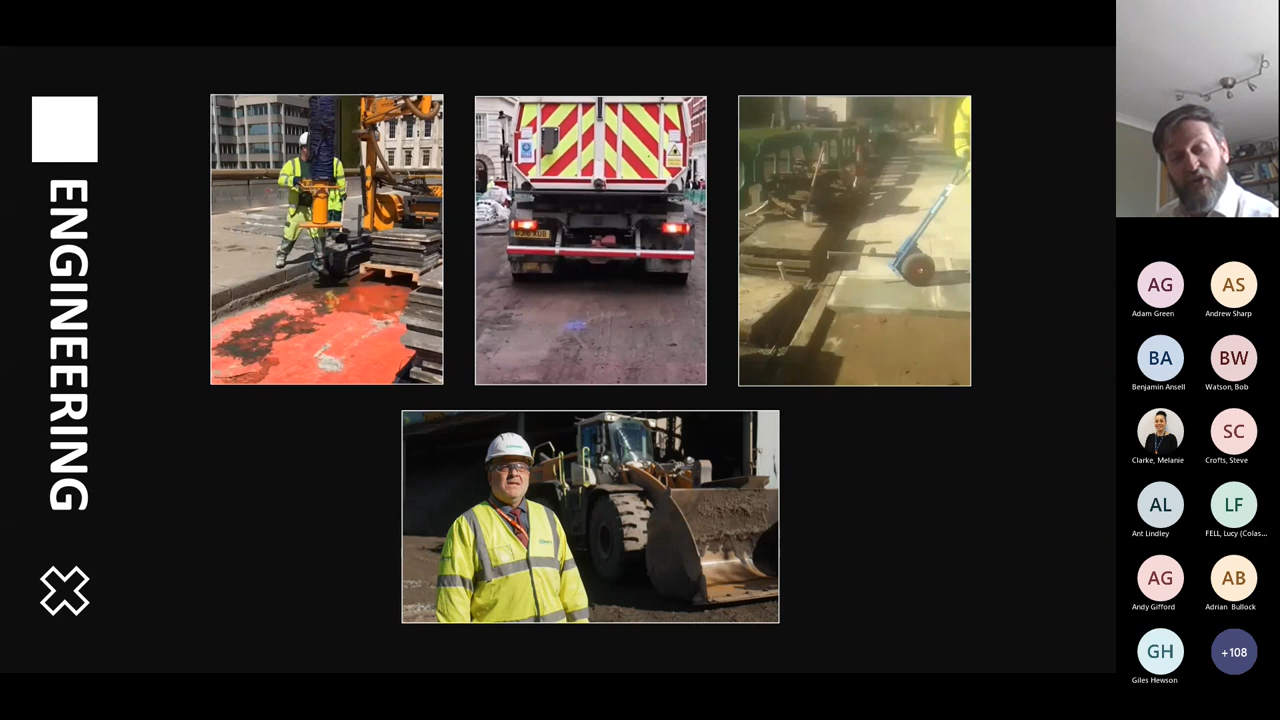 ENGINEERING
AG
Adam Green
AS
Andrew Sharp
BA
Benjamin Ansell
BW
Watson, Bob
Clarke, Melanie
SC
Crofts, Steve
AL
Ant Lindley
LF
FELL, Lucy (Colas...
AG
Andy Gifford
AB
Adrian Bullock
GH
Giles Hewson
+108